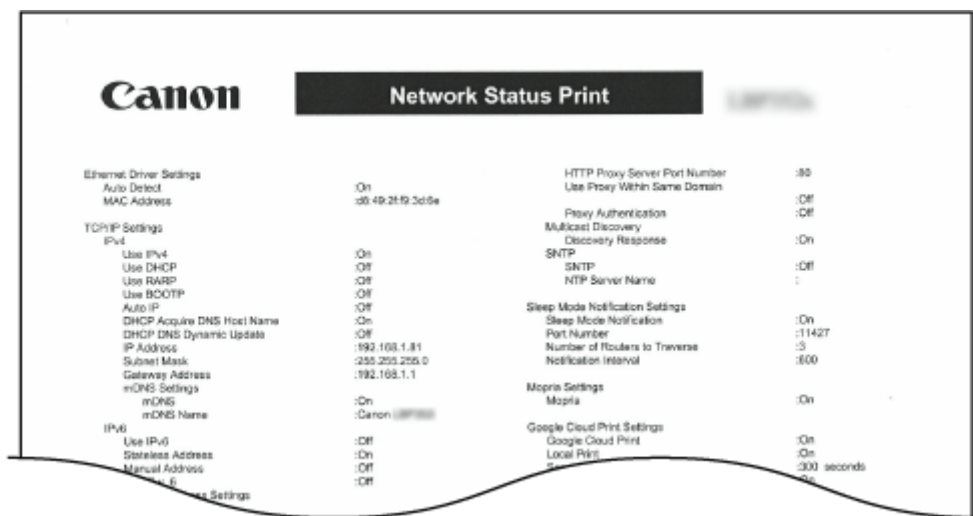 Canon
Network Status Print
Ethernet Driver Settings
Auto Detect :On
MAC Address :d8:49:2f:f9:3d:6e
TCP/IP Settings
IPv4
Use IPv4 :On
Use DHCP :Off
Use RARP :Off
Use BOOTP :Off
Auto IP :Off
DHCP Acquire DNS Host Name :On
DHCP DNS Dynamic Update :Off
IP Address :192.168.1.81
Subnet Mask :255.255.255.0
Gateway Address :192.168.1.1
mDNS Settings
mDNS :On
mDNS Name :Canon
IPv6
Use IPv6 :Off
Stateless Address :On
Manual Address :Off
:Off
Settings
HTTP Proxy Server Port Number :80
Use Proxy Within Same Domain
:Off
Proxy Authentication :Off
Multicast Discovery
Discovery Response :On
SNTP
SNTP :Off
NTP Server Name :
Sleep Mode Notification Settings
Sleep Mode Notification :On
Port Number :11427
Number of Routers to Traverse :3
Notification Interval :600
Mopria Settings
Mopria :On
Google Cloud Print Settings
Google Cloud Print :On
Local Print :On
:300 seconds